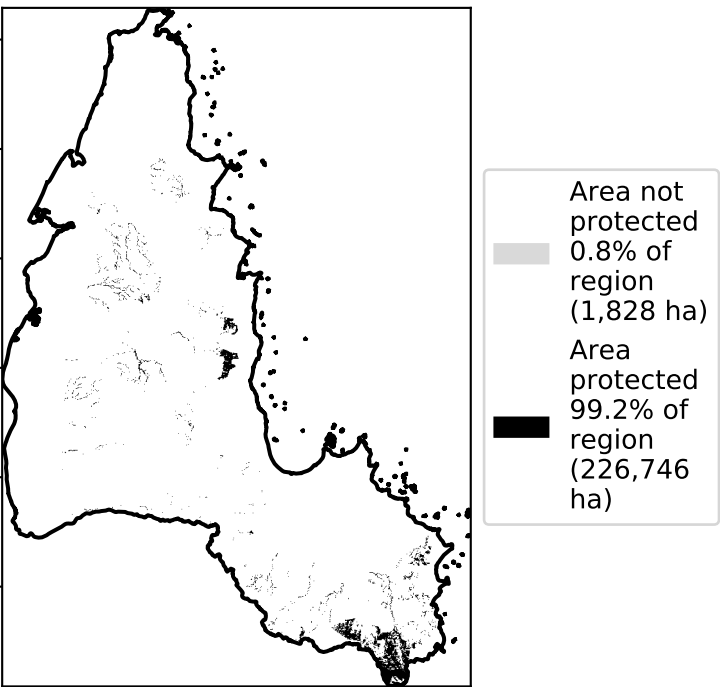 Area not
protected
0.8% of
region
(1,828 ha)
Area
protected
99.2% of
region
(226,746
ha)